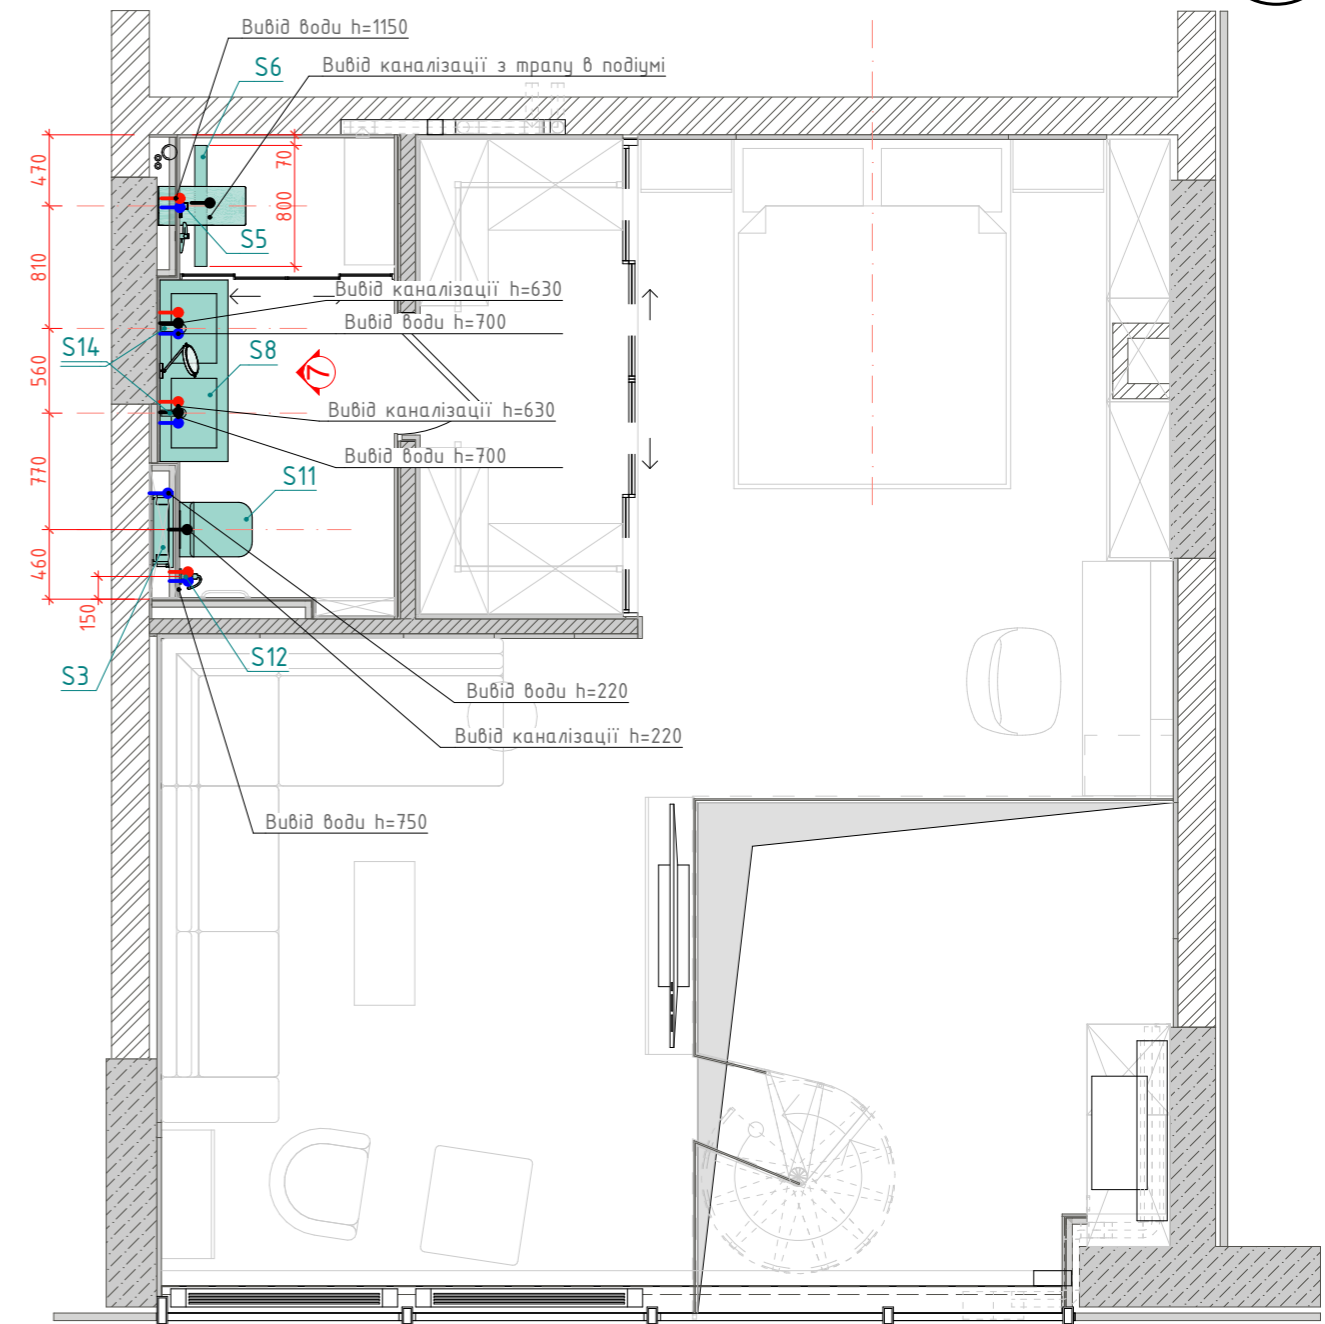 Вивід води h=1150
S6
Вивід каналізації з трапу в подіумі
470
70
800
S5
810
Вивід каналізації h=630
Вивід води h=700
S14
S8
560
7
Вивід каналізації h=630
Вивід води h=700
770
S11
460
150
S12
S3
Вивід води h=220
Вивід каналізації h=220
Вивід води h=750